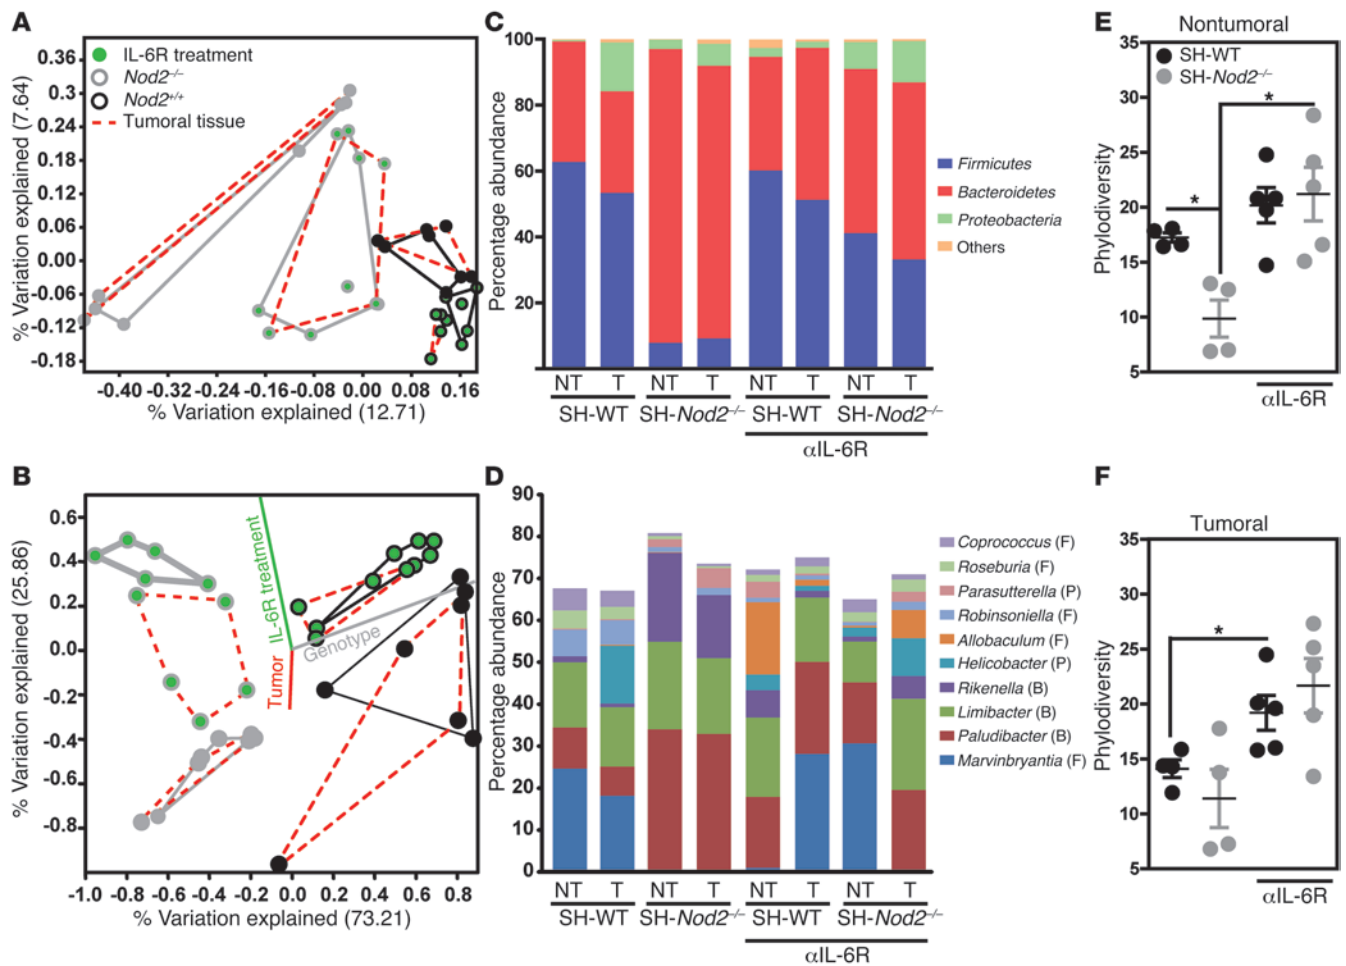 A
% Variation explained (7.64)
0.36
0.3
0.24
0.18
0.12
0.06
0.00
-0.06
-0.12
-0.18
IL-6R treatment
Nod2–/–
Nod2+/+
Tumoral tissue
-0.40 -0.32 -0.24 -0.16 -0.08 0.00 0.08 0.16
% Variation explained (12.71)
C
Percentage abundance
100
80
60
40
20
NT T NT T NT T NT T
SH-WT SH-Nod2–/– SH-WT SH-Nod2–/–
αIL-6R
Firmicutes
Bacteroidetes
Proteobacteria
Others
E
Nontumoral
Phylodiversity
35
30
25
20
15
10
5
SH-WT
SH-Nod2–/–
*
*
αIL-6R
B
% Variation explained (25.86)
0.6
0.4
0.2
0.0
-0.2
-0.4
-0.6
-0.8
IL-6R treatment
Genotype
Tumor
-1.0 -0.8 -0.6 -0.4 -0.2 0.0 0.2 0.4 0.6 0.8
% Variation explained (73.21)
D
Percentage abundance
90
80
70
60
50
40
30
20
10
0
NT T NT T NT T NT T
SH-WT SH-Nod2–/– SH-WT SH-Nod2–/–
αIL-6R
Coprococcus (F)
Roseburia (F)
Parasutterella (P)
Robinsoniella (F)
Allobaculum (F)
Helicobacter (P)
Rikenella (B)
Limibacter (B)
Paludibacter (B)
Marvinbryantia (F)
F
Tumoral
Phylodiversity
35
30
25
20
15
10
5
*
αIL-6R